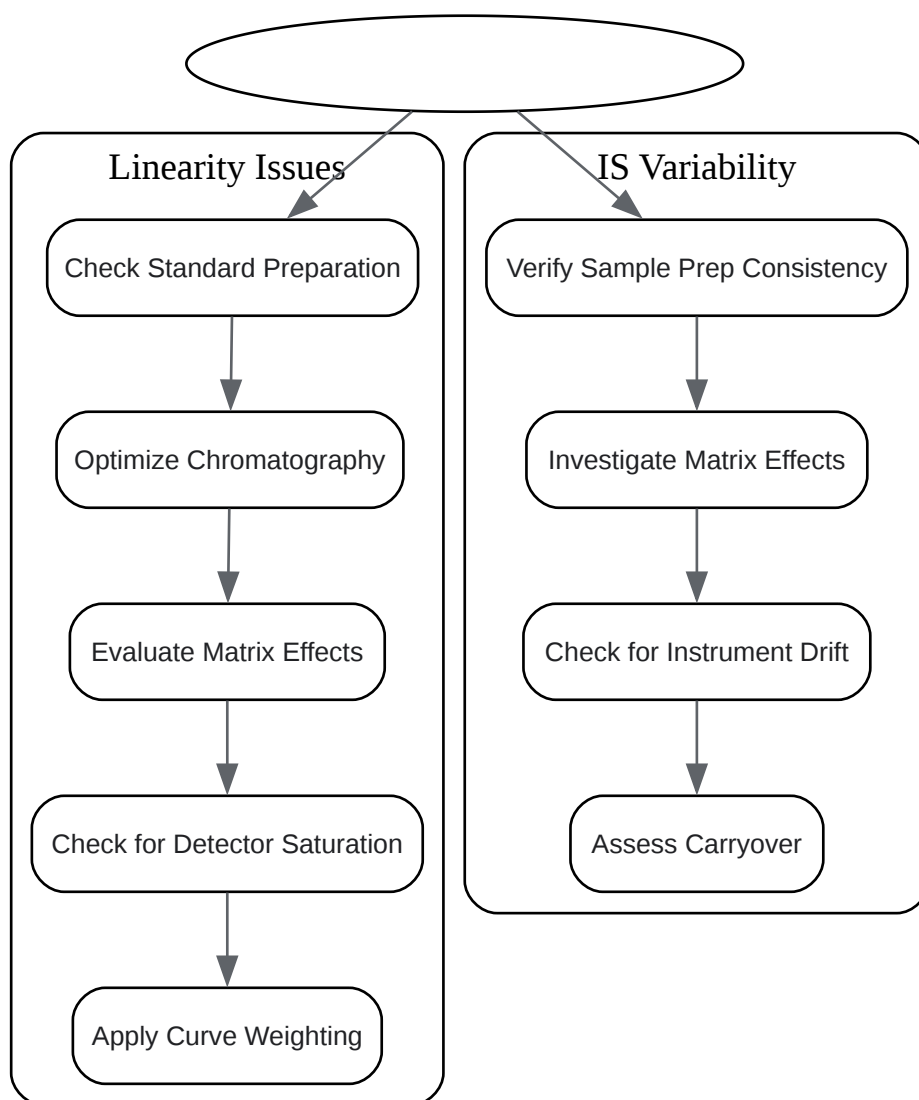 Linearity Issues
Check Standard Preparation
Optimize Chromatography
Evaluate Matrix Effects
Check for Detector Saturation
Apply Curve Weighting
IS Variability
Verify Sample Prep Consistency
Investigate Matrix Effects
Check for Instrument Drift
Assess Carryover